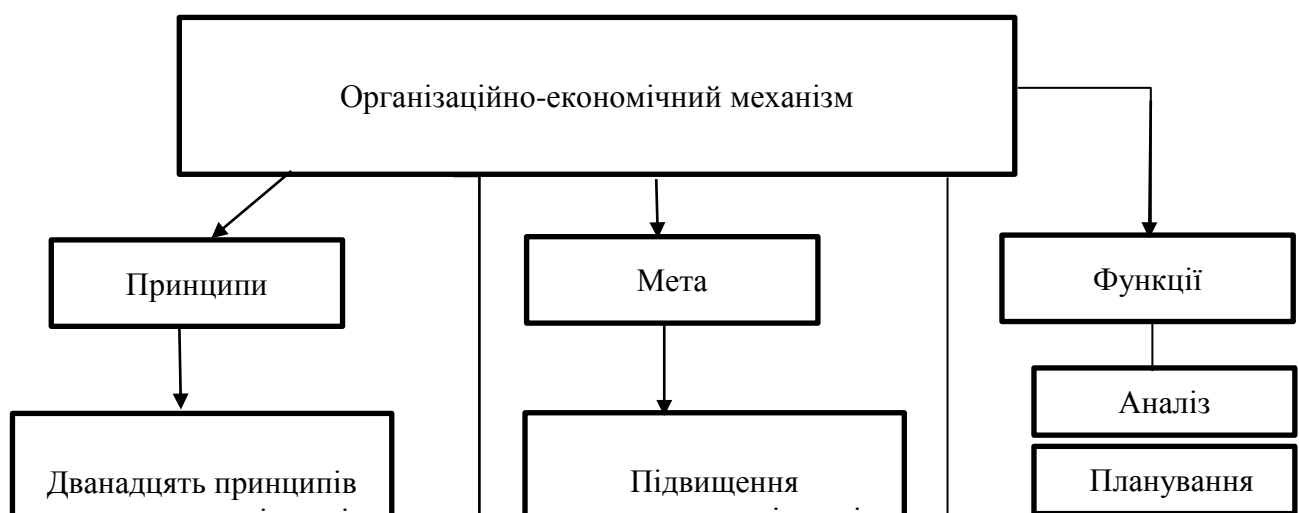 Організаційно-економічний механізм
Принципи
Мета
Функції
Аналіз
Дванадцять принципів
Підвищення
Планування